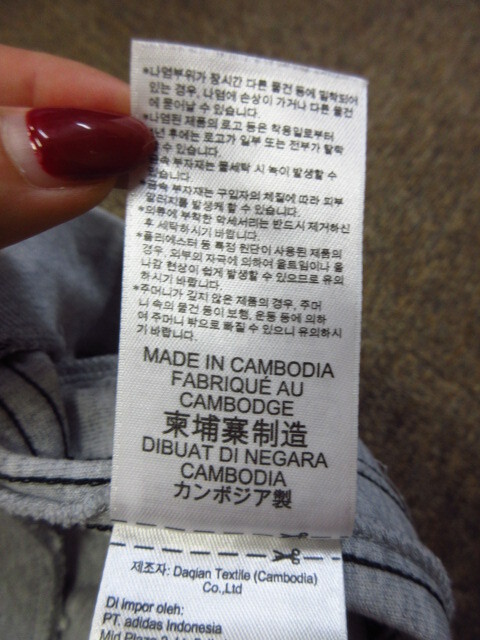 *나염부위가 장시간 다른 물건 등에 밀착되어
있는 경우, 나염에 손상이 가거나 다른 물건
에 묻어날 수 있습니다.
*나염된 제품의 로고 등은 착용일로부터
년 후에는 로고가 일부 또는 전부가 탈락
수 있습니다.
금속 부자재는 물세탁 시 녹이 발생할 수
있습니다.
*금속 부자재는 구입자의 체질에 따라 피부
알러지를 발생케 할 수 있습니다.
*의류에 부착한 악세서리는 반드시 제거하신
후 세탁하시기 바랍니다.
*폴리에스터 등 특정 원단이 사용된 제품의
경우, 외부의 자극에 의하여 올트임이나 올
나감 현상이 쉽게 발생할 수 있으므로 유의
하시기 바랍니다.
*주머니가 깊지 않은 제품의 경우, 주머
니 속의 물건 등이 보행, 운동 등에 의하
여 주머니 밖으로 빠질 수 있으니 유의하시
기 바랍니다.
MADE IN CAMBODIA
FABRIQUÉ AU
CAMBODGE
柬埔寨制造
DIBUAT DI NEGARA
CAMBODIA
カンボジア製
제조자: Daqian Textile (Cambodia)
Co.,Ltd
Di impor oleh:
PT. adidas Indonesia
Mid Plaza